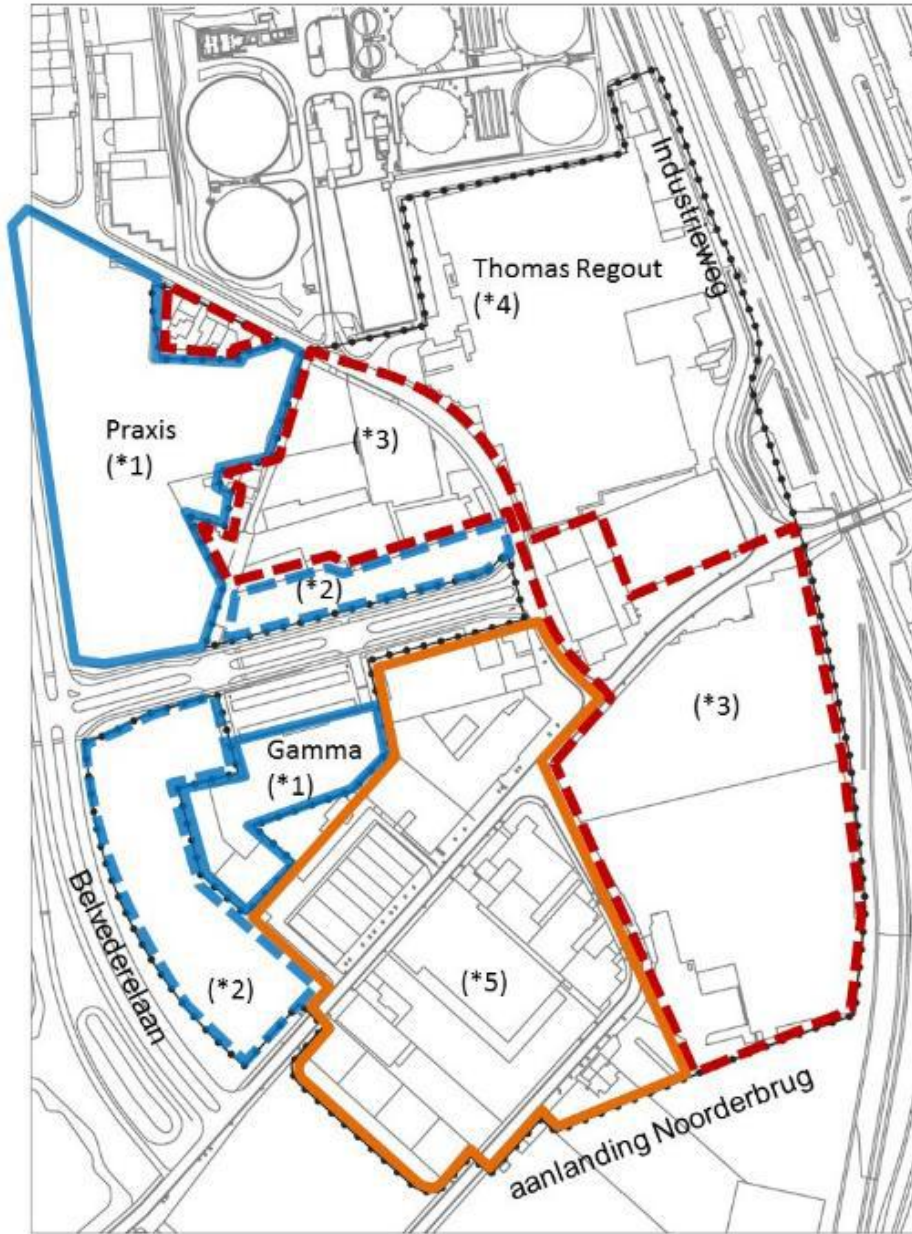 Industrieweg
Thomas Regout
(*4)
Praxis
(*1)
(*3)
(*2)
(*3)
Gamma
(*1)
Belvederelaan
(*2)
(*5)
aanlanding Noorderbrug